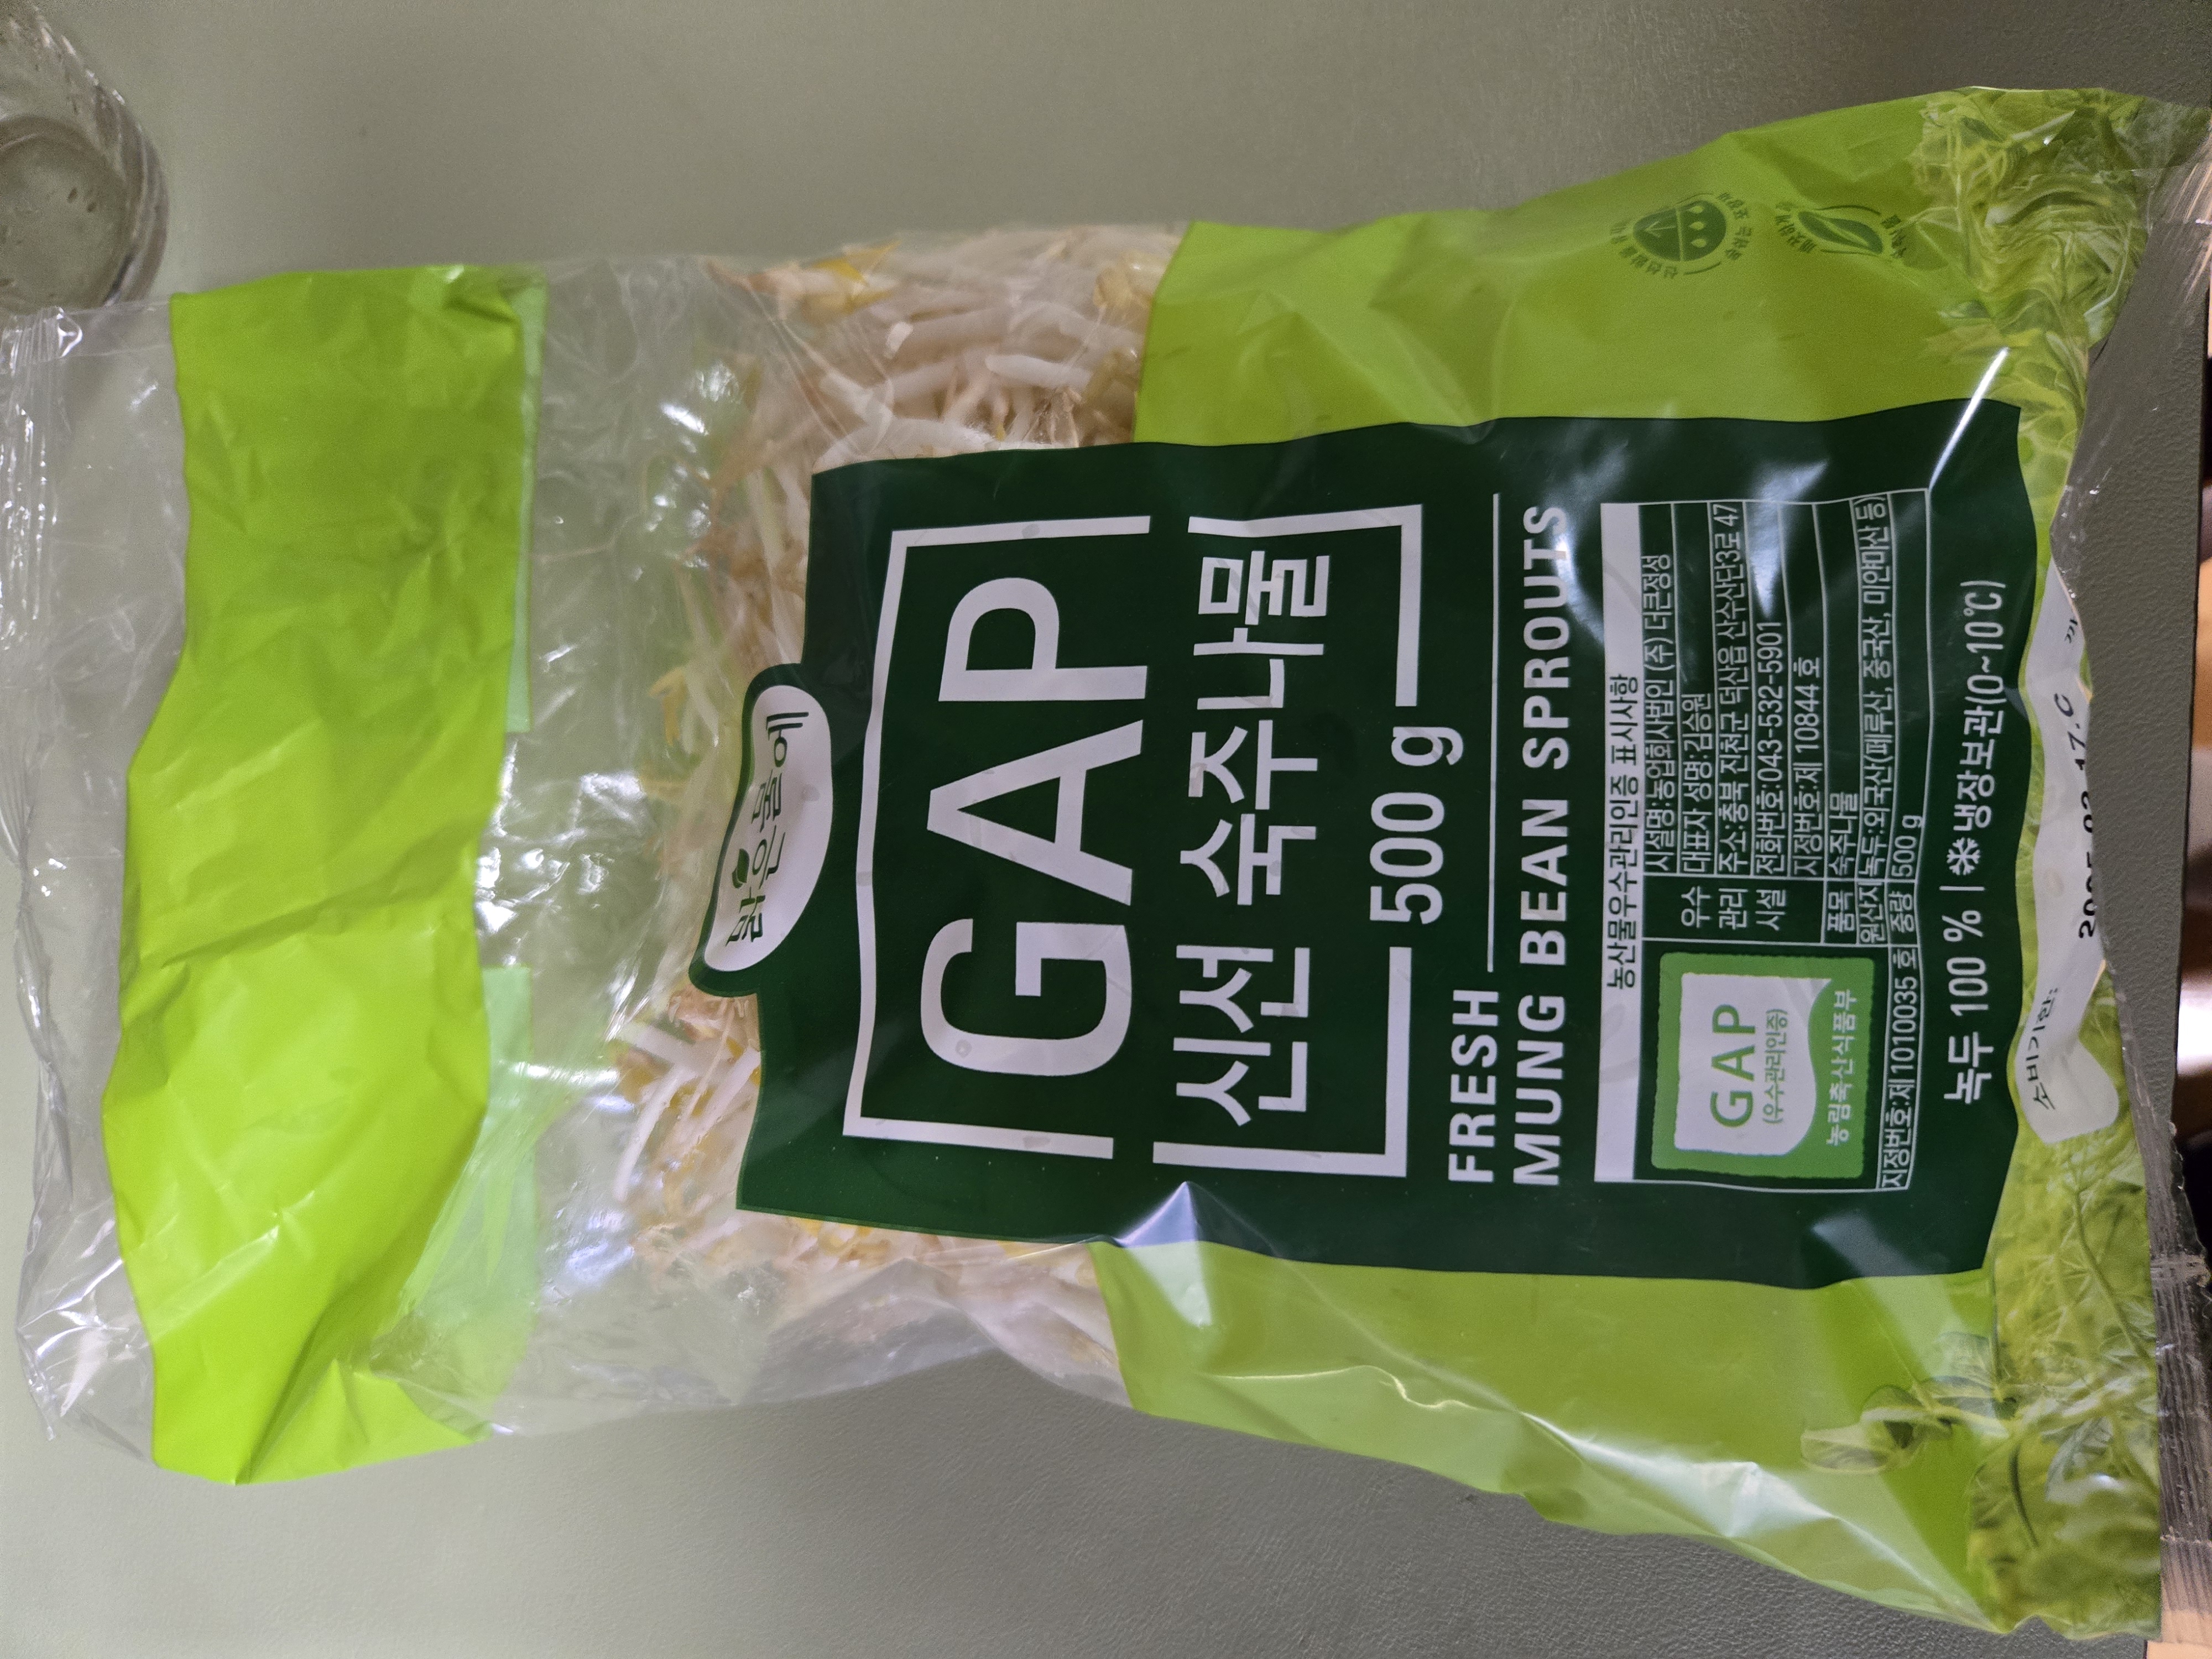 맑은물에
GAP
신선 숙주나물
500 g
FRESH
MUNG BEAN SPROUTS
농산물우수관리인증 표시사항
GAP
(우수관리인증)
농림축산식품부
지정번호:제 1010035 호
우수
관리
시설
시설명:농업회사법인 (주) 더큰정성
대표자 성명:김승원
주소:충북 진천군 덕산읍 산수산단3로 47
전화번호:043-532-5901
지정번호:제 10844 호
품목 숙주나물
원산지 녹두:외국산(페루산, 중국산, 미얀마산 등)
중량 500 g
녹두 100 % | 냉장보관(0~10℃)
소비기한: